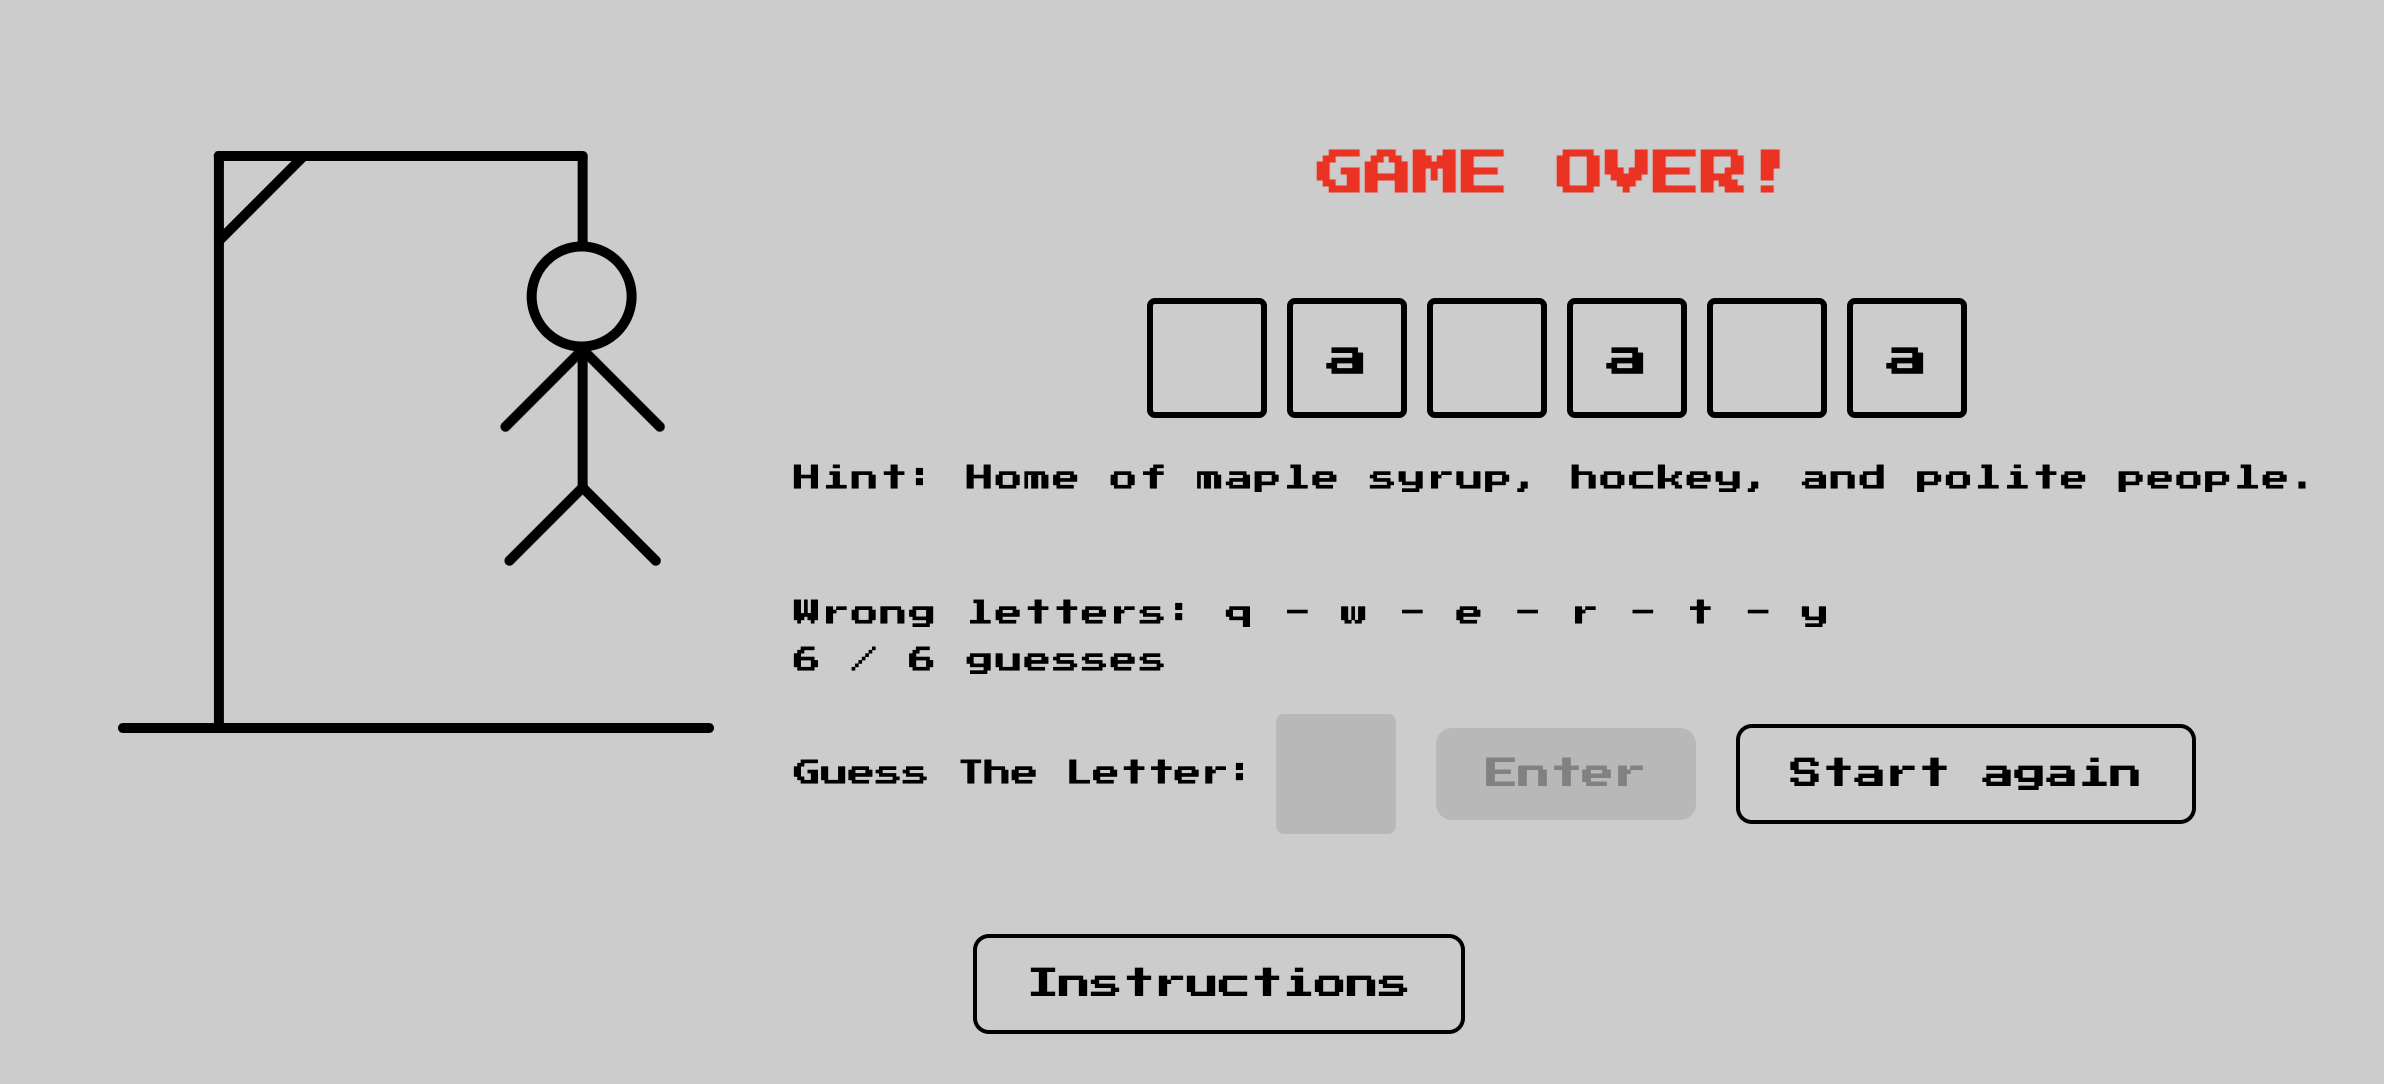 GAME OVER!
a a a
Hint: Home of maple syrup, hockey, and polite people.
Wrong letters: q - w - e - r - t - y
6 / 6 guesses
Guess The Letter: Enter Start again
Instructions